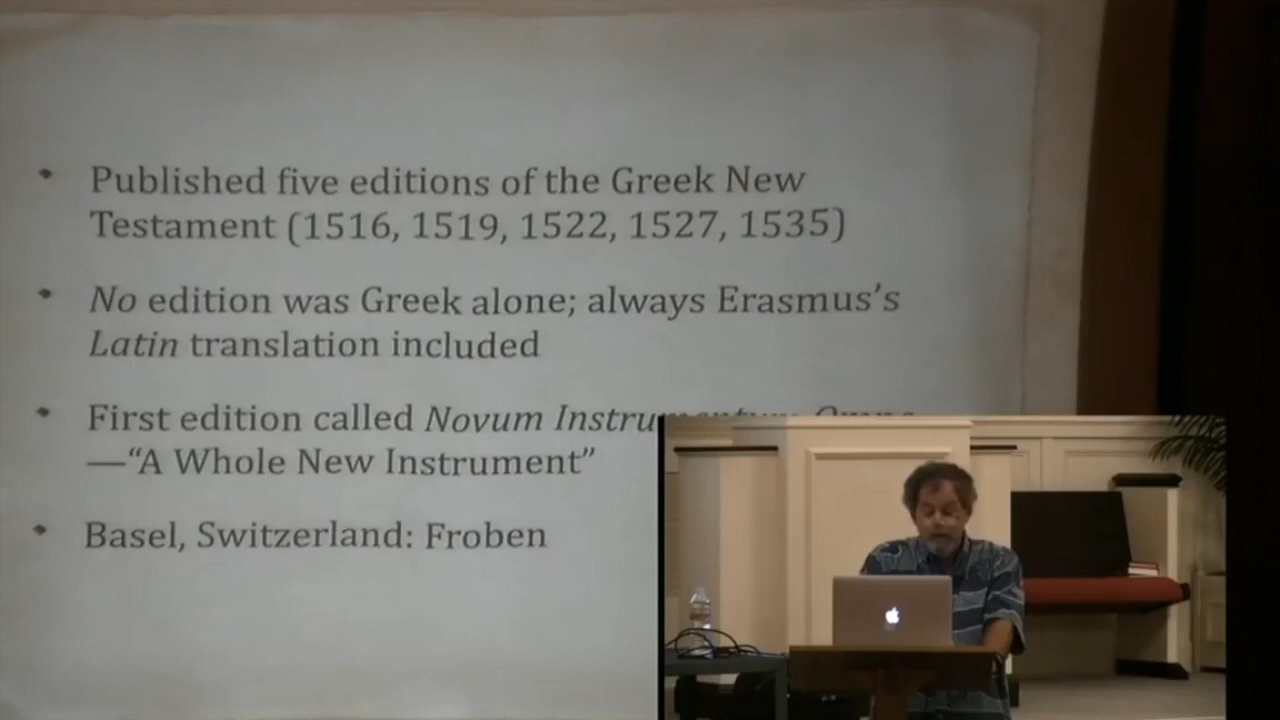 Published five editions of the Greek New
Testament (1516, 1519, 1522, 1527, 1535)
No edition was Greek alone; always Erasmus’s
Latin translation included
First edition called Novum
—“A Whole New Instrument”
Basel, Switzerland: Froben